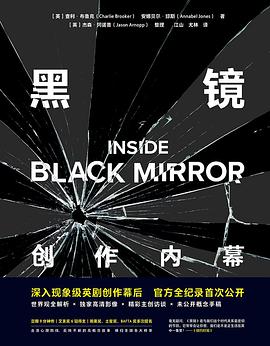 [英] 查利·布鲁克（Charlie Brooker） 安娜贝尔·琼斯（Annabel Jones） 著
[英] 杰森·阿诺普（Jason Arnopp） 整理 江山 尤林 译
黑镜
INSIDE
BLACK MIRROR
创作内幕
深入现象级英剧创作幕后 官方全纪录首次公开
世界观全解析 独家高清影像 精彩主创访谈 未公开概念手稿